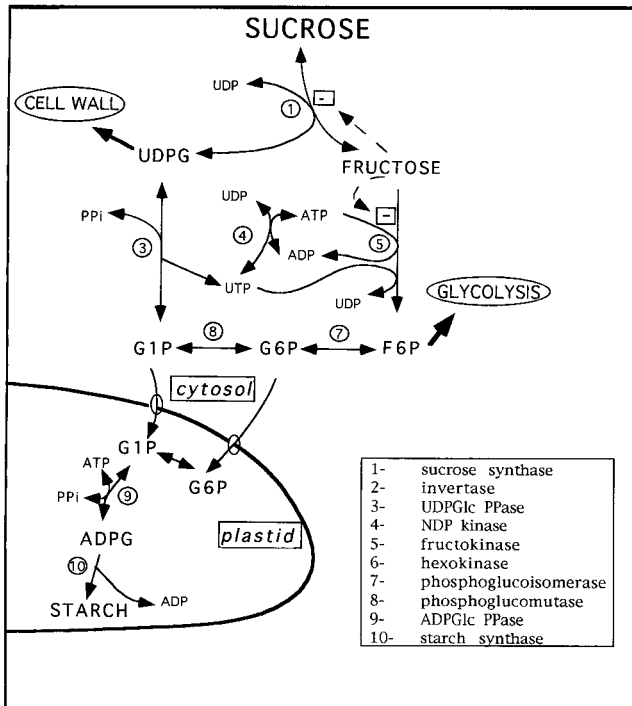 SUCROSE
UDP
1
-
CELL WALL
UDPG
FRUCTOSE
UDP
ATP
-
PPi
3
4
5
ADP
UTP
UDP
GLYCOLYSIS
8
7
G1P
G6P
F6P
cytosol
G1P
ATP
G6P
PPi
9
ADPG
plastid
10
STARCH
ADP
1- sucrose synthase
2- invertase
3- UDPGlc PPase
4- NDP kinase
5- fructokinase
6- hexokinase
7- phosphoglucoisomerase
8- phosphoglucomutase
9- ADPGlc PPase
10- starch synthase